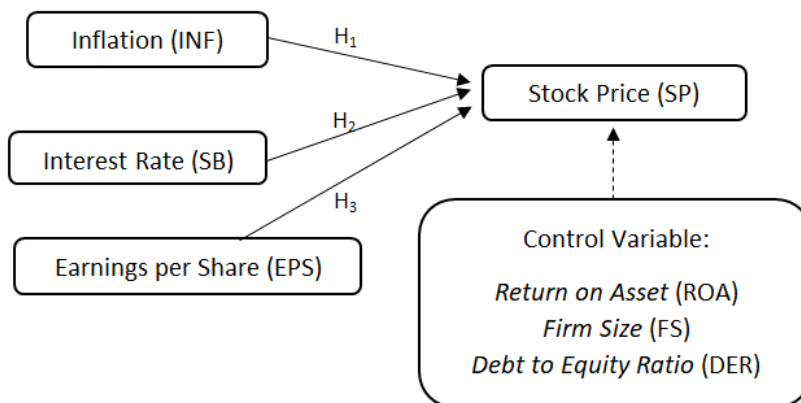 Inflation (INF)
H1
Stock Price (SP)
H2
Interest Rate (SB)
H3
Earnings per Share (EPS)
Control Variable:
Return on Asset (ROA)
Firm Size (FS)
Debt to Equity Ratio (DER)